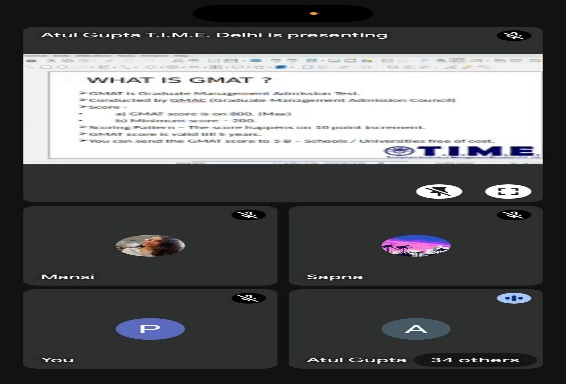 Atul Gupta T.I.M.E. Delhi is presenting
WHAT IS GMAT ?
➤GMAT is Graduate Management Admission Test.
➤Conducted by GMAC (Graduate Management Admission Council)
➤Score -
a) GMAT score is on 800. (Max)
b) Minimum score - 200.
➤Scoring Pattern – The score happens on 10 point increment.
➤GMAT score is valid till 5 years.
➤You can send the GMAT score to 5 B – Schools / Universities free of cost.
T.I.M.E.
Mansi
Sapna
P
You
A
Atul Gupta
34 others